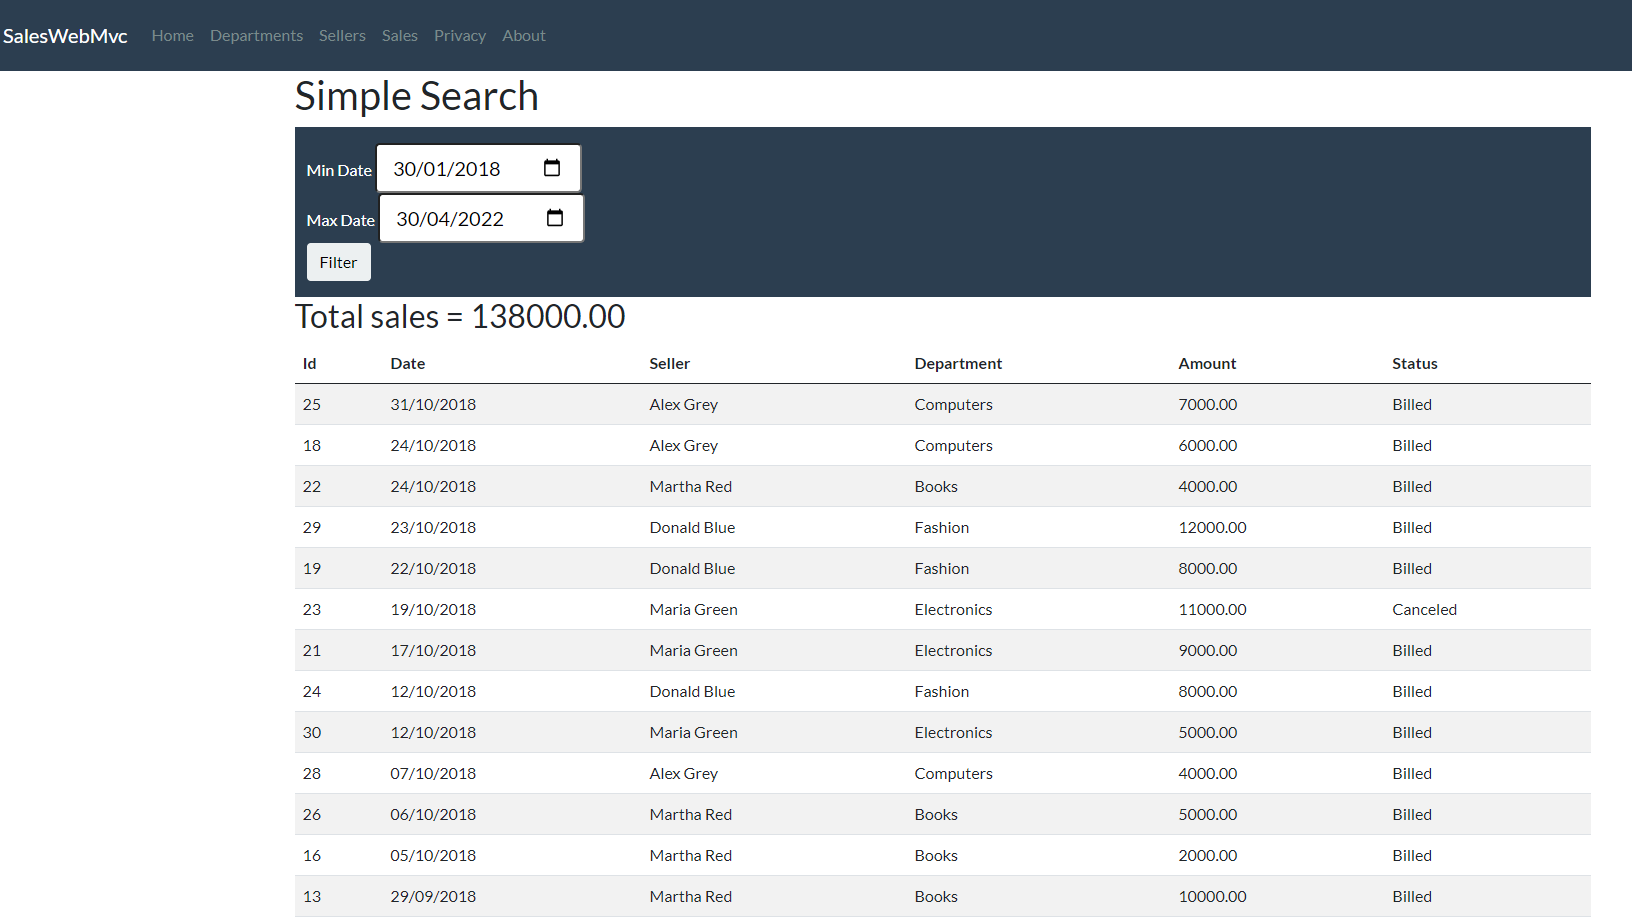 SalesWebMvc Home Departments Sellers Sales Privacy About
Simple Search
Min Date 30/01/2018
Max Date 30/04/2022
Filter
Total sales = 138000.00
Id Date Seller Department Amount Status
25 31/10/2018 Alex Grey Computers 7000.00 Billed
18 24/10/2018 Alex Grey Computers 6000.00 Billed
22 24/10/2018 Martha Red Books 4000.00 Billed
29 23/10/2018 Donald Blue Fashion 12000.00 Billed
19 22/10/2018 Donald Blue Fashion 8000.00 Billed
23 19/10/2018 Maria Green Electronics 11000.00 Canceled
21 17/10/2018 Maria Green Electronics 9000.00 Billed
24 12/10/2018 Donald Blue Fashion 8000.00 Billed
30 12/10/2018 Maria Green Electronics 5000.00 Billed
28 07/10/2018 Alex Grey Computers 4000.00 Billed
26 06/10/2018 Martha Red Books 5000.00 Billed
16 05/10/2018 Martha Red Books 2000.00 Billed
13 29/09/2018 Martha Red Books 10000.00 Billed